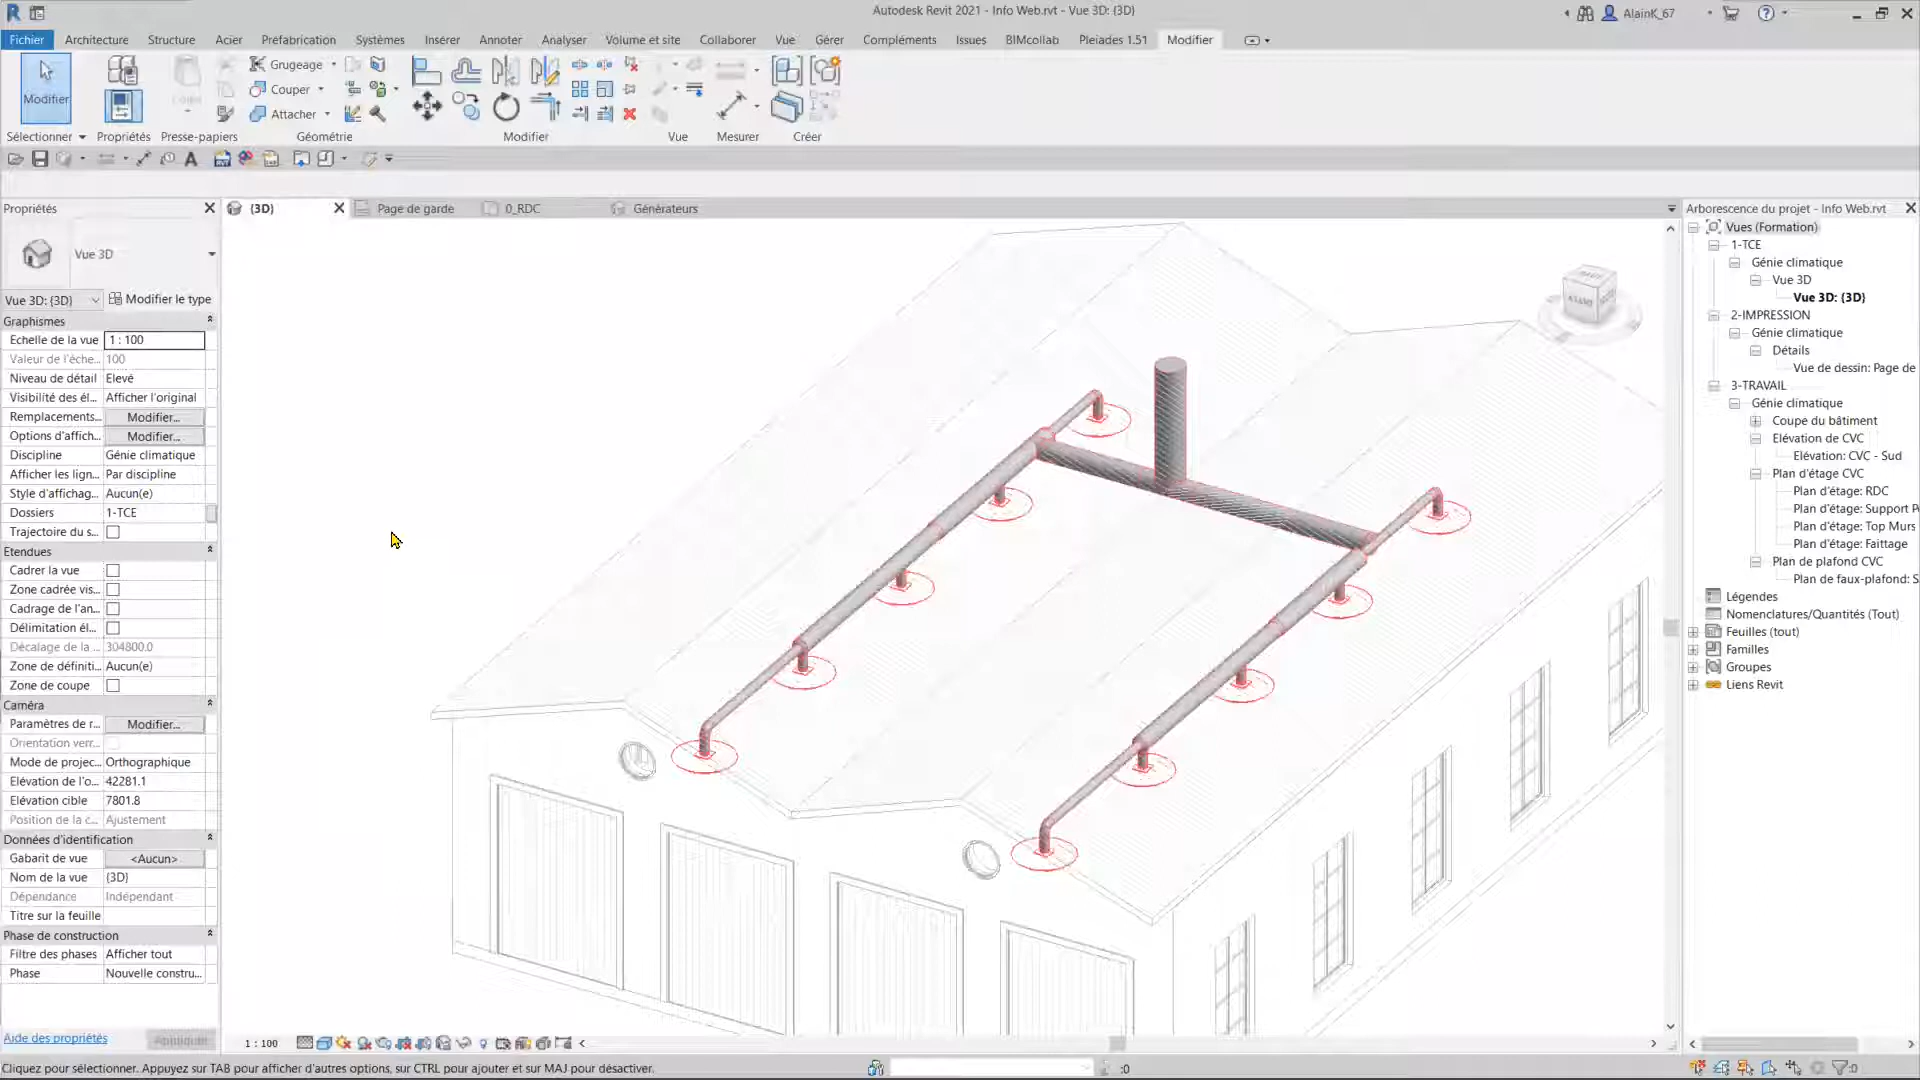 Autodesk Revit 2021 - Info Web.rvt - Vue 3D: {3D}
AlainK_67
Fichier Architecture Structure Acier Préfabrication Systèmes Insérer Annoter Analyser Volume et site Collaborer Vue Gérer Compléments Issues BIMcollab Pleiades 1.51 Modifier
Modifier
Grugeage
Couper
Attacher
Sélectionner Propriétés Presse-papiers Géométrie Modifier Vue Mesurer Créer
Propriétés
{3D}
Page de garde
0_RDC
Générateurs
Vue 3D
Vue 3D: {3D} Modifier le type
Graphismes
Echelle de la vue 1 : 100
Valeur de l'éche... 100
Niveau de détail Elevé
Visibilité des él... Afficher l'original
Remplacements... Modifier...
Options d'affich... Modifier...
Discipline Génie climatique
Afficher les lign... Par discipline
Style d'affichag... Aucun(e)
Dossiers 1-TCE
Trajectoire du s...
Etendues
Cadrer la vue
Zone cadrée vis...
Cadrage de l'an...
Délimitation él...
Décalage de la ... 304800.0
Zone de définiti... Aucun(e)
Zone de coupe
Caméra
Paramètres de r... Modifier...
Orientation verr...
Mode de projec... Orthographique
Elévation de l'o... 42281.1
Elévation cible 7801.8
Position de la c... Ajustement
Données d'identification
Gabarit de vue <Aucun>
Nom de la vue {3D}
Dépendance Indépendant
Titre sur la feuille
Phase de construction
Filtre des phases Afficher tout
Phase Nouvelle constru...
Aide des propriétés Appliquer
Arborescence du projet - Info Web.rvt
Vues (Formation)
1-TCE
Génie climatique
Vue 3D
Vue 3D: {3D}
2-IMPRESSION
Génie climatique
Détails
Vue de dessin: Page de
3-TRAVAIL
Génie climatique
Coupe du bâtiment
Elévation de CVC
Elévation: CVC - Sud
Plan d'étage CVC
Plan d'étage: RDC
Plan d'étage: Support P
Plan d'étage: Top Murs
Plan d'étage: Faittage
Plan de plafond CVC
Plan de faux-plafond: S
Légendes
Nomenclatures/Quantités (Tout)
Feuilles (tout)
Familles
Groupes
Liens Revit
1 : 100
Cliquez pour sélectionner. Appuyez sur TAB pour afficher d'autres options, sur CTRL pour ajouter et sur MAJ pour désactiver.
:0
:0